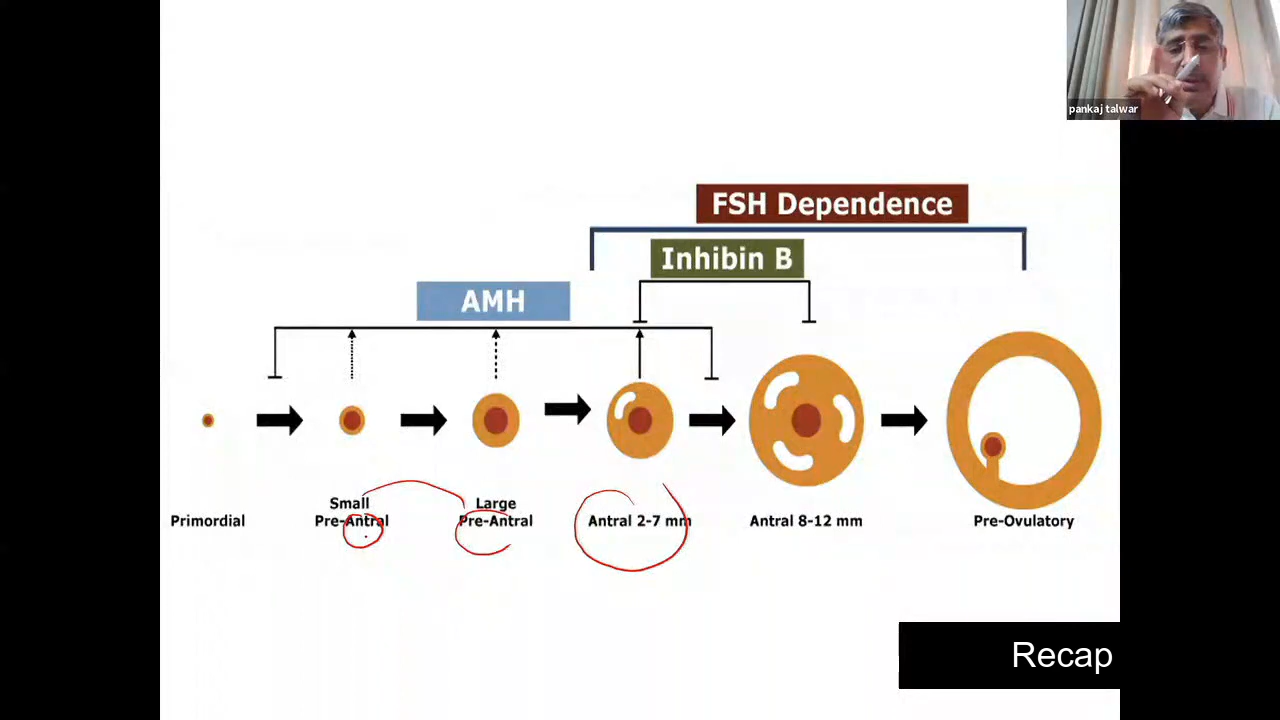 pankaj talwar
FSH Dependence
Inhibin B
AMH
Primordial
Small
Pre-Antral
Large
Pre-Antral
Antral 2-7 mm
Antral 8-12 mm
Pre-Ovulatory
Recap